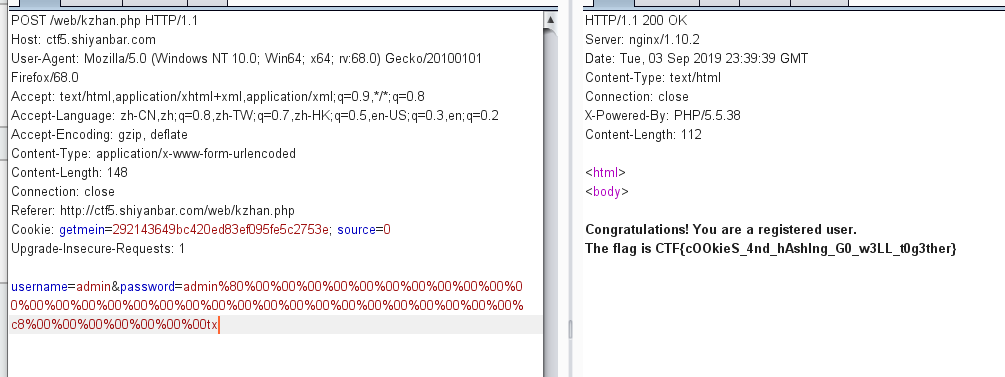 POST /web/kzhan.php HTTP/1.1
Host: ctf5.shiyanbar.com
User-Agent: Mozilla/5.0 (Windows NT 10.0; Win64; x64; rv:68.0) Gecko/20100101
Firefox/68.0
Accept: text/html,application/xhtml+xml,application/xml;q=0.9,*/*;q=0.8
Accept-Language: zh-CN,zh;q=0.8,zh-TW;q=0.7,zh-HK;q=0.5,en-US;q=0.3,en;q=0.2
Accept-Encoding: gzip, deflate
Content-Type: application/x-www-form-urlencoded
Content-Length: 148
Connection: close
Referer: http://ctf5.shiyanbar.com/web/kzhan.php
Cookie: getmein=292143649bc420ed83ef095fe5c2753e; source=0
Upgrade-Insecure-Requests: 1
username=admin&password=admin%80%00%00%00%00%00%00%00%00%00%00%00%0
0%00%00%00%00%00%00%00%00%00%00%00%00%00%00%00%00%00%
c8%00%00%00%00%00%00%00tx
HTTP/1.1 200 OK
Server: nginx/1.10.2
Date: Tue, 03 Sep 2019 23:39:39 GMT
Content-Type: text/html
Connection: close
X-Powered-By: PHP/5.5.38
Content-Length: 112
<html>
<body>
Congratulations! You are a registered user.
The flag is CTF{cOOkieS_4nd_hAshIng_G0_w3LL_t0g3ther}